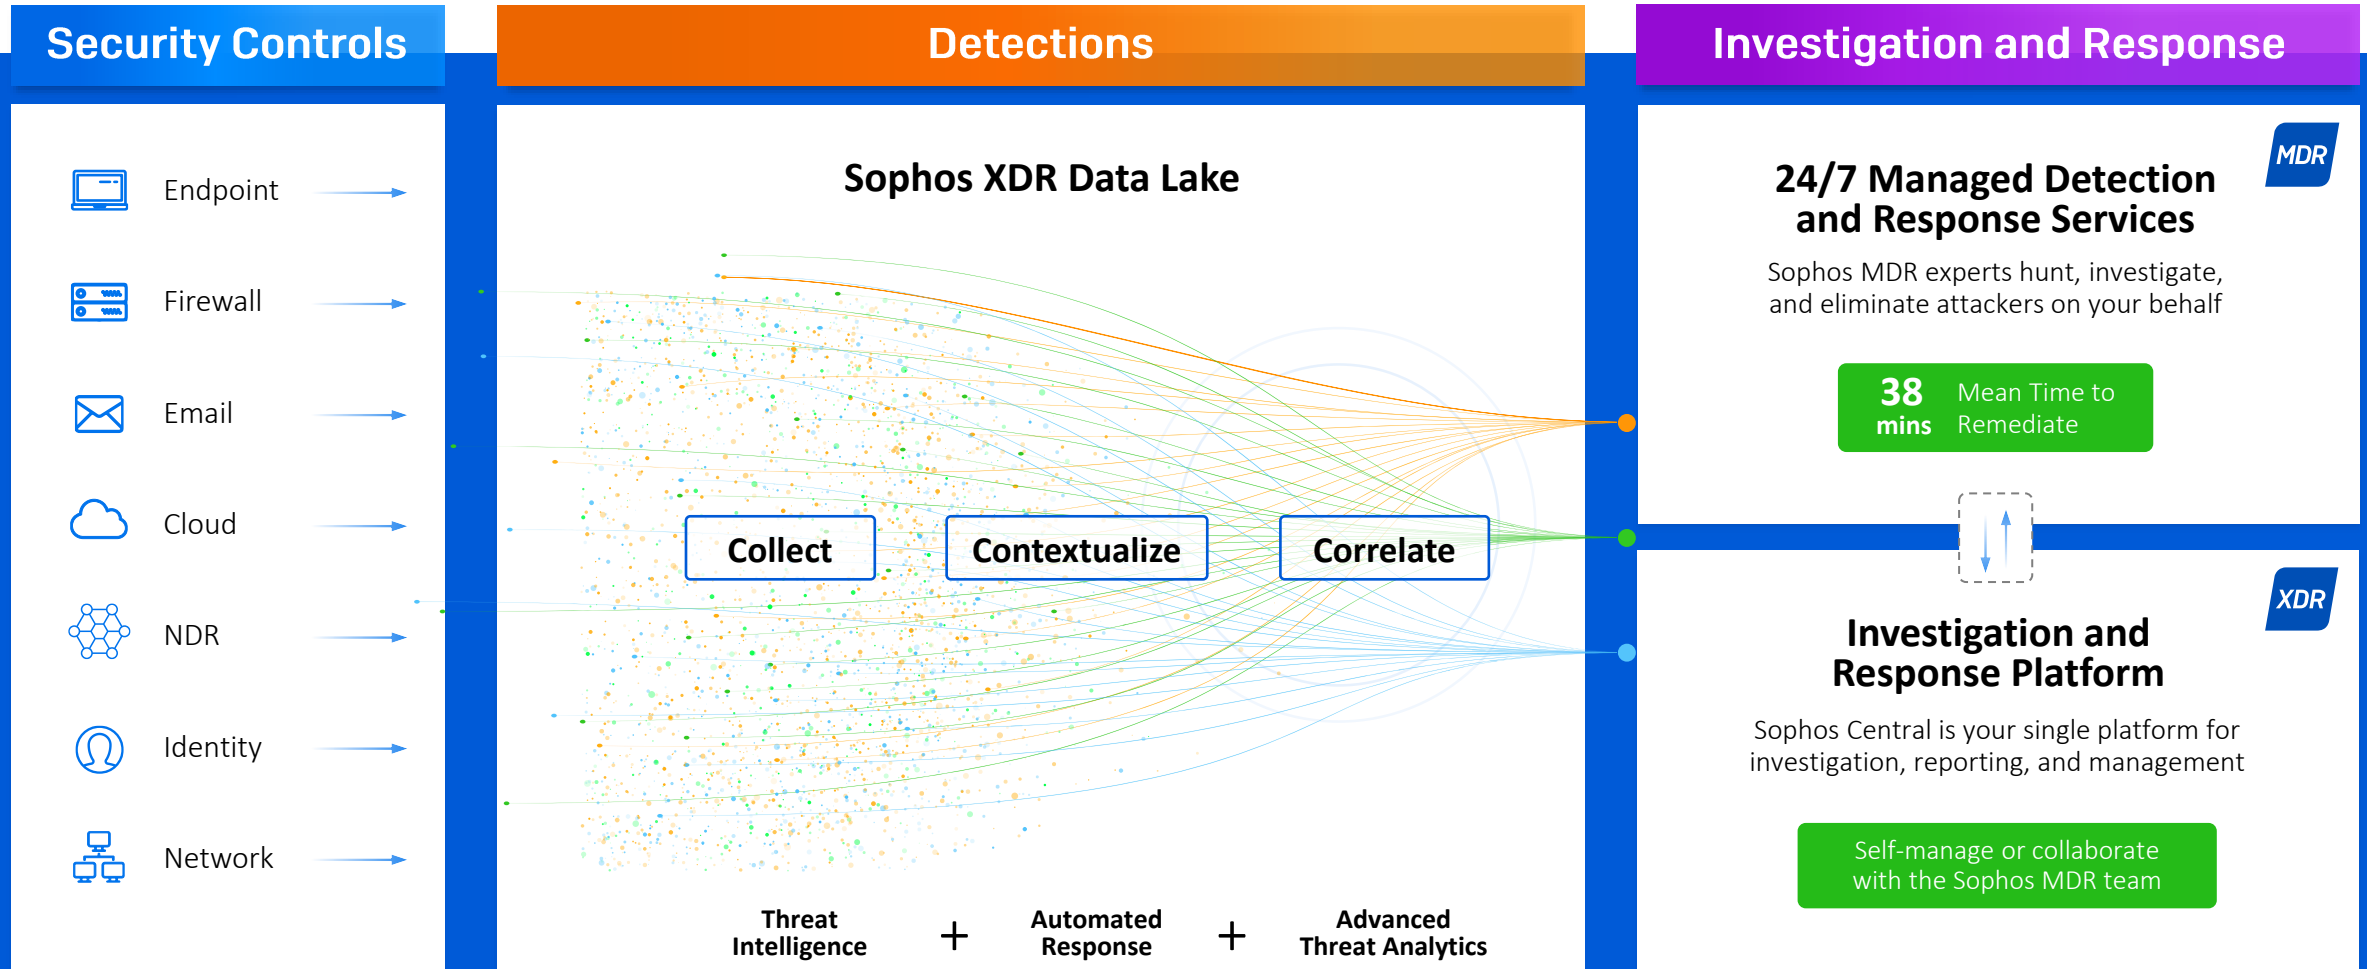 Security Controls
Endpoint
Firewall
Email
Cloud
NDR
Identity
Network
Detections
Sophos XDR Data Lake
Collect
Contextualize
Correlate
Threat
Intelligence
+
Automated
Response
+
Advanced
Threat Analytics
Investigation and Response
MDR
24/7 Managed Detection
and Response Services
Sophos MDR experts hunt, investigate,
and eliminate attackers on your behalf
38
mins
Mean Time to
Remediate
XDR
Investigation and
Response Platform
Sophos Central is your single platform for
investigation, reporting, and management
Self-manage or collaborate
with the Sophos MDR team